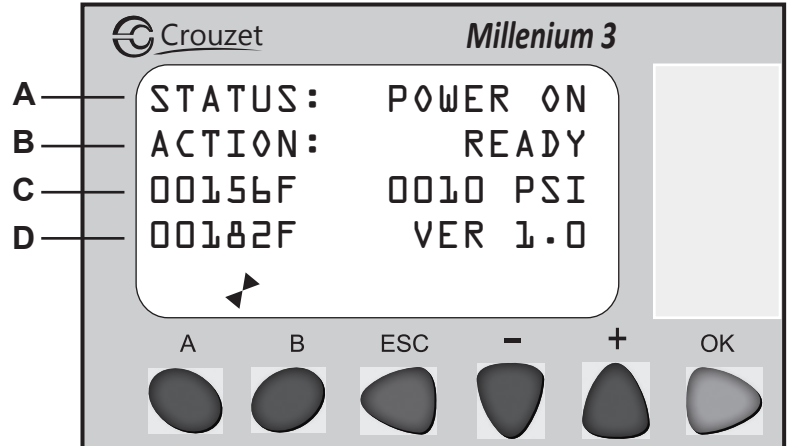 Crouzet Millenium 3
A STATUS: POWER ON
B ACTION: READY
C 00156F 0010 PSI
D 00182F VER 1.0
A B ESC - + OK